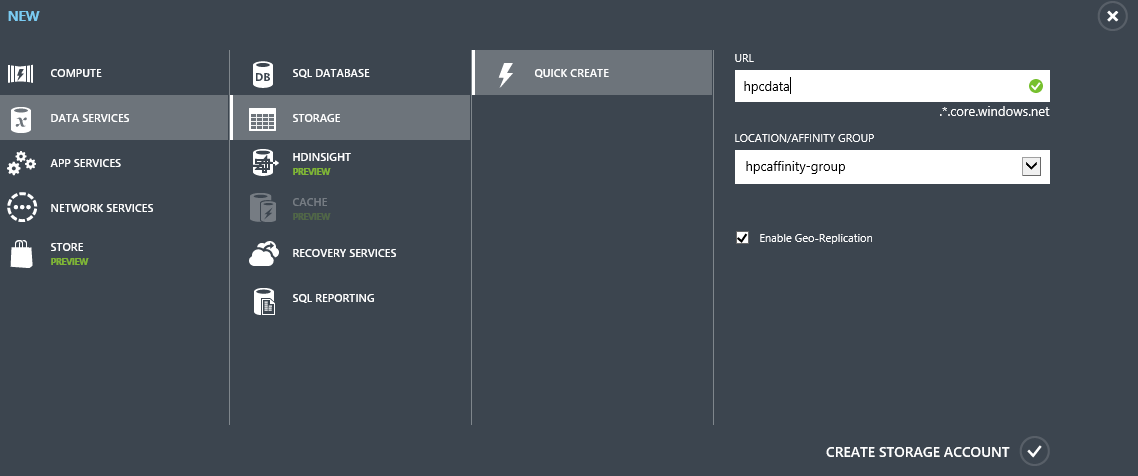 NEW
COMPUTE
DATA SERVICES
APP SERVICES
NETWORK SERVICES
STORE
PREVIEW
DB
SQL DATABASE
STORAGE
HDINSIGHT
PREVIEW
CACHE
PREVIEW
RECOVERY SERVICES
SQL REPORTING
QUICK CREATE
URL
hpcdata
.*.core.windows.net
LOCATION/AFFINITY GROUP
hpcaffinity-group
Enable Geo-Replication
CREATE STORAGE ACCOUNT